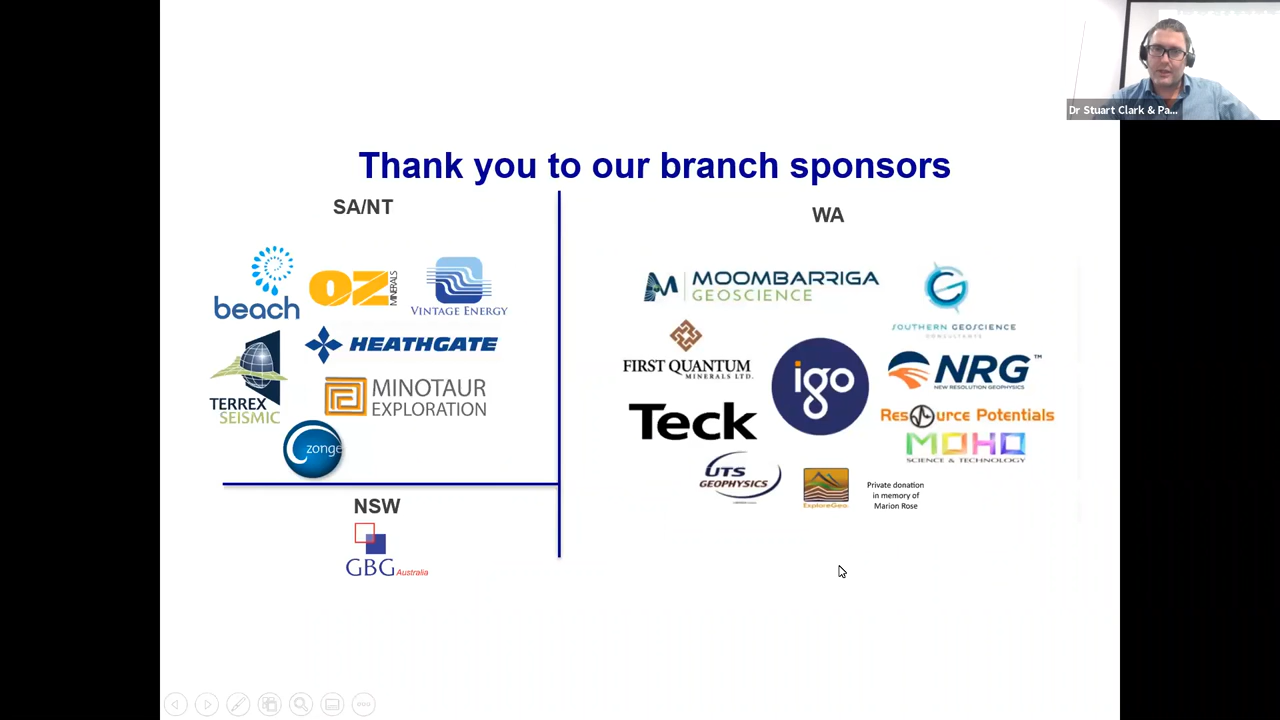 Dr Stuart Clark & Pa...
Thank you to our branch sponsors
SA/NT
beach
OZ
MINERALS
VINTAGE ENERGY
HEATHGATE
TERREX
SEISMIC
MINOTAUR
EXPLORATION
zonge
NSW
GBG Australia
WA
MOOMBARRIGA
GEOSCIENCE
SOUTHERN GEOSCIENCE
CONSULTANTS
FIRST QUANTUM
MINERALS LTD.
igo
NRG™
NEW RESOLUTION GEOPHYSICS
Teck
Resource Potentials
MOHO
SCIENCE & TECHNOLOGY
UTS
GEOPHYSICS
ExploreGeo
Private donation
in memory of
Marion Rose